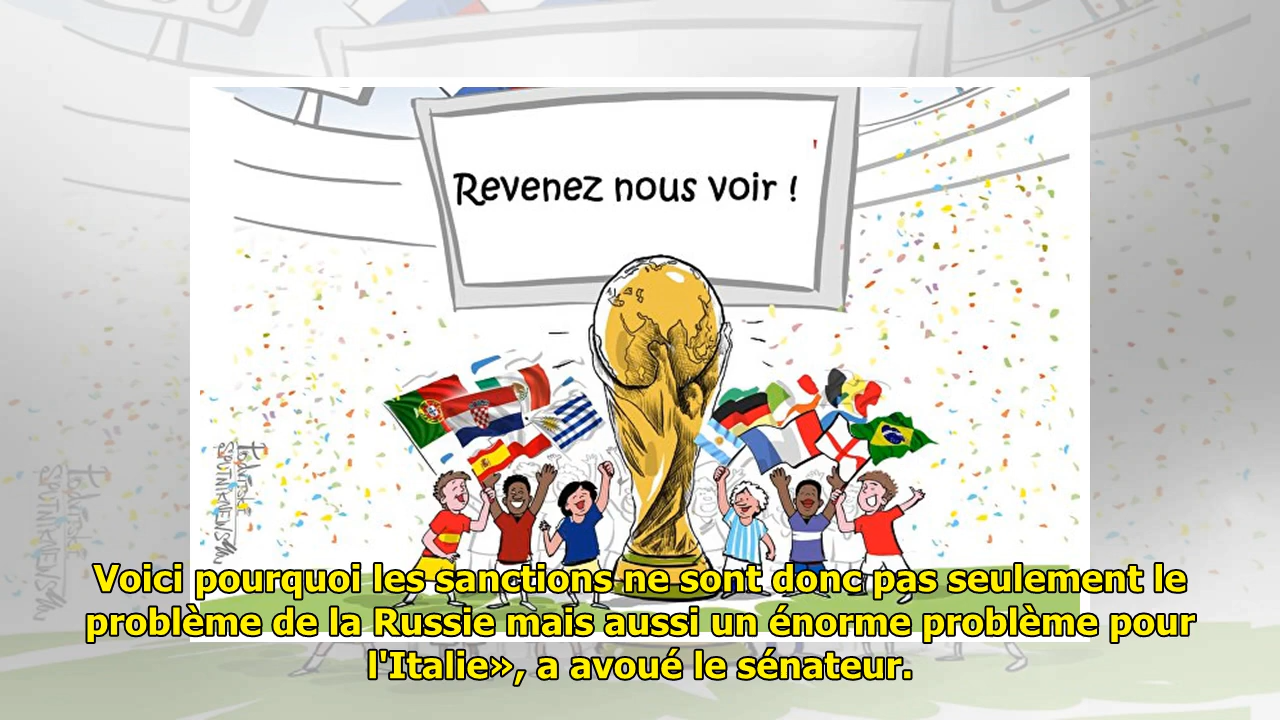 Revenez nous voir !
Voici pourquoi les sanctions ne sont donc pas seulement le
problème de la Russie mais aussi un énorme problème pour
l'Italie», a avoué le sénateur.